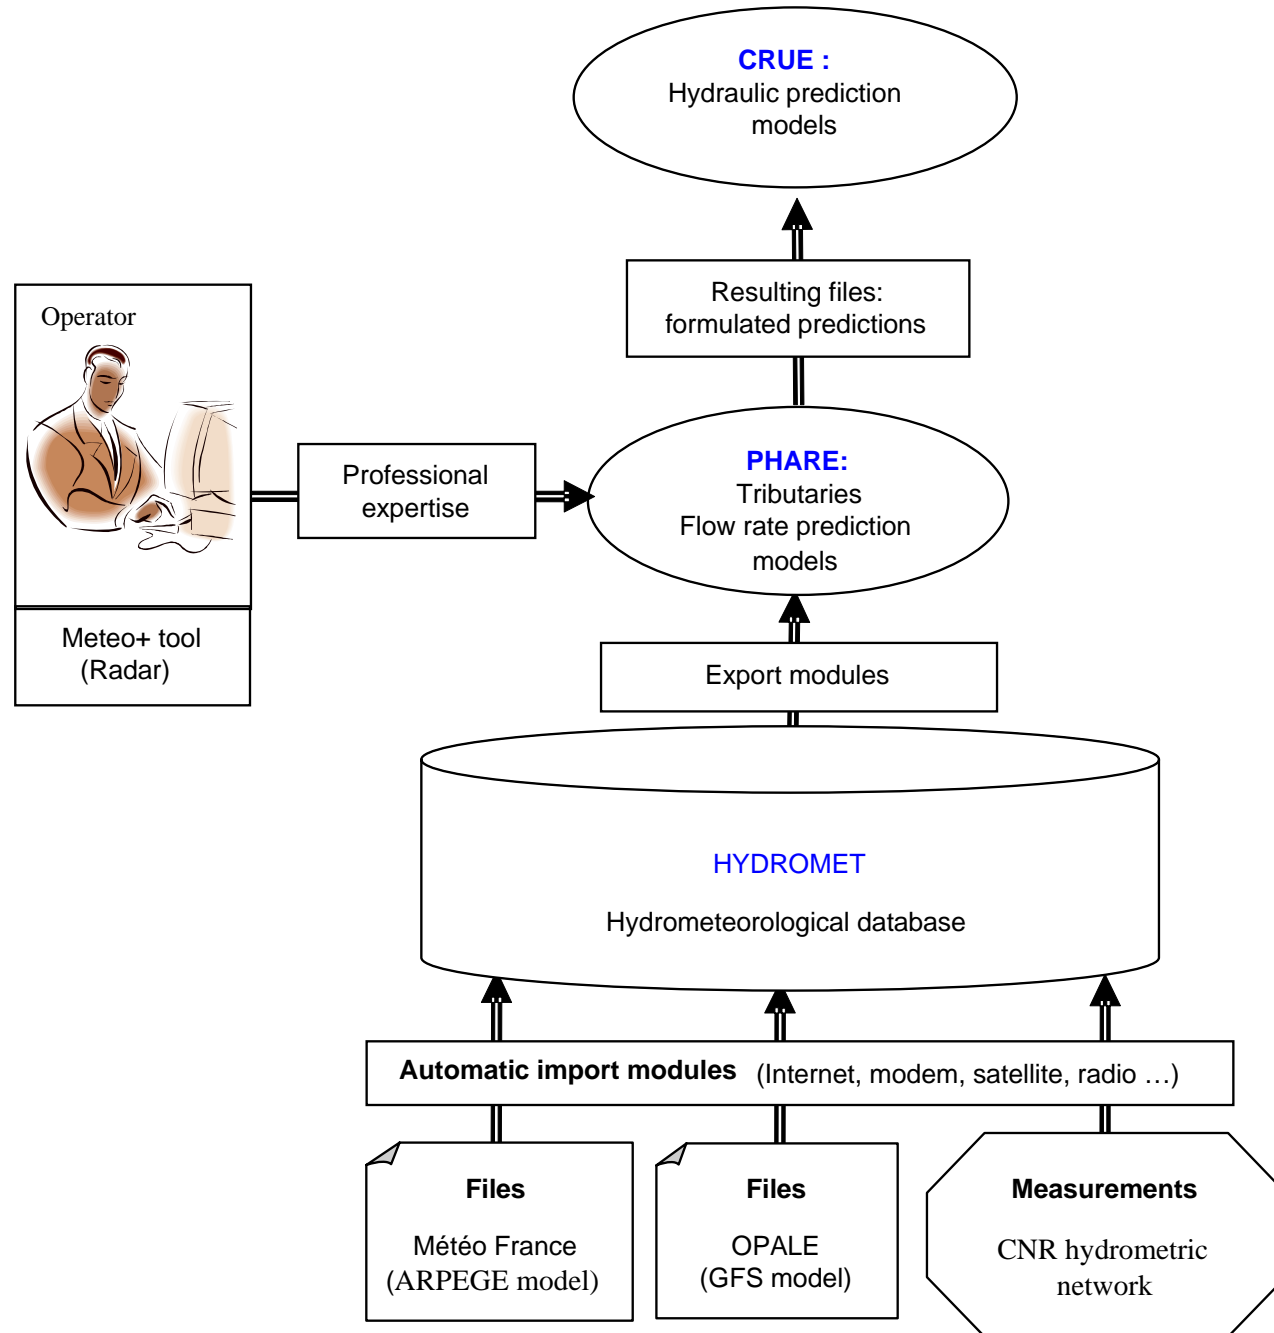 CRUE :
Hydraulic prediction
models
Resulting files:
formulated predictions
Operator
Professional
expertise
PHARE:
Tributaries
Flow rate prediction
models
Meteo+ tool
(Radar)
Export modules
HYDROMET
Hydrometeorological database
Automatic import modules (Internet, modem, satellite, radio …)
Files
Météo France
(ARPEGE model)
Files
OPALE
(GFS model)
Measurements
CNR hydrometric
network